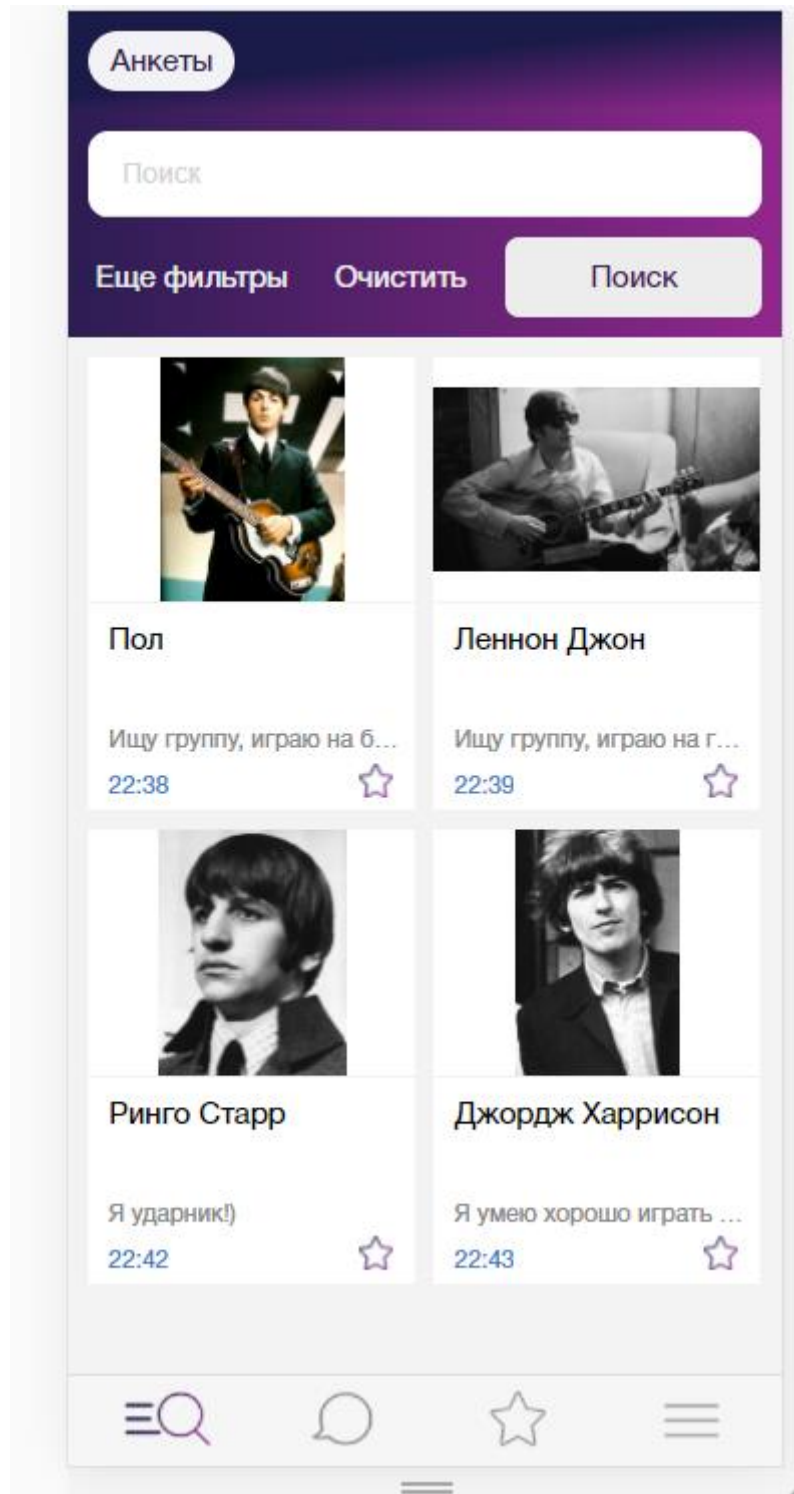 Анкеты
Поиск
Еще фильтры Очистить Поиск
Пол
Ищу группу, играю на б...
22:38
Леннон Джон
Ищу группу, играю на г...
22:39
Ринго Старр
Я ударник!)
22:42
Джордж Харрисон
Я умею хорошо играть ...
22:43